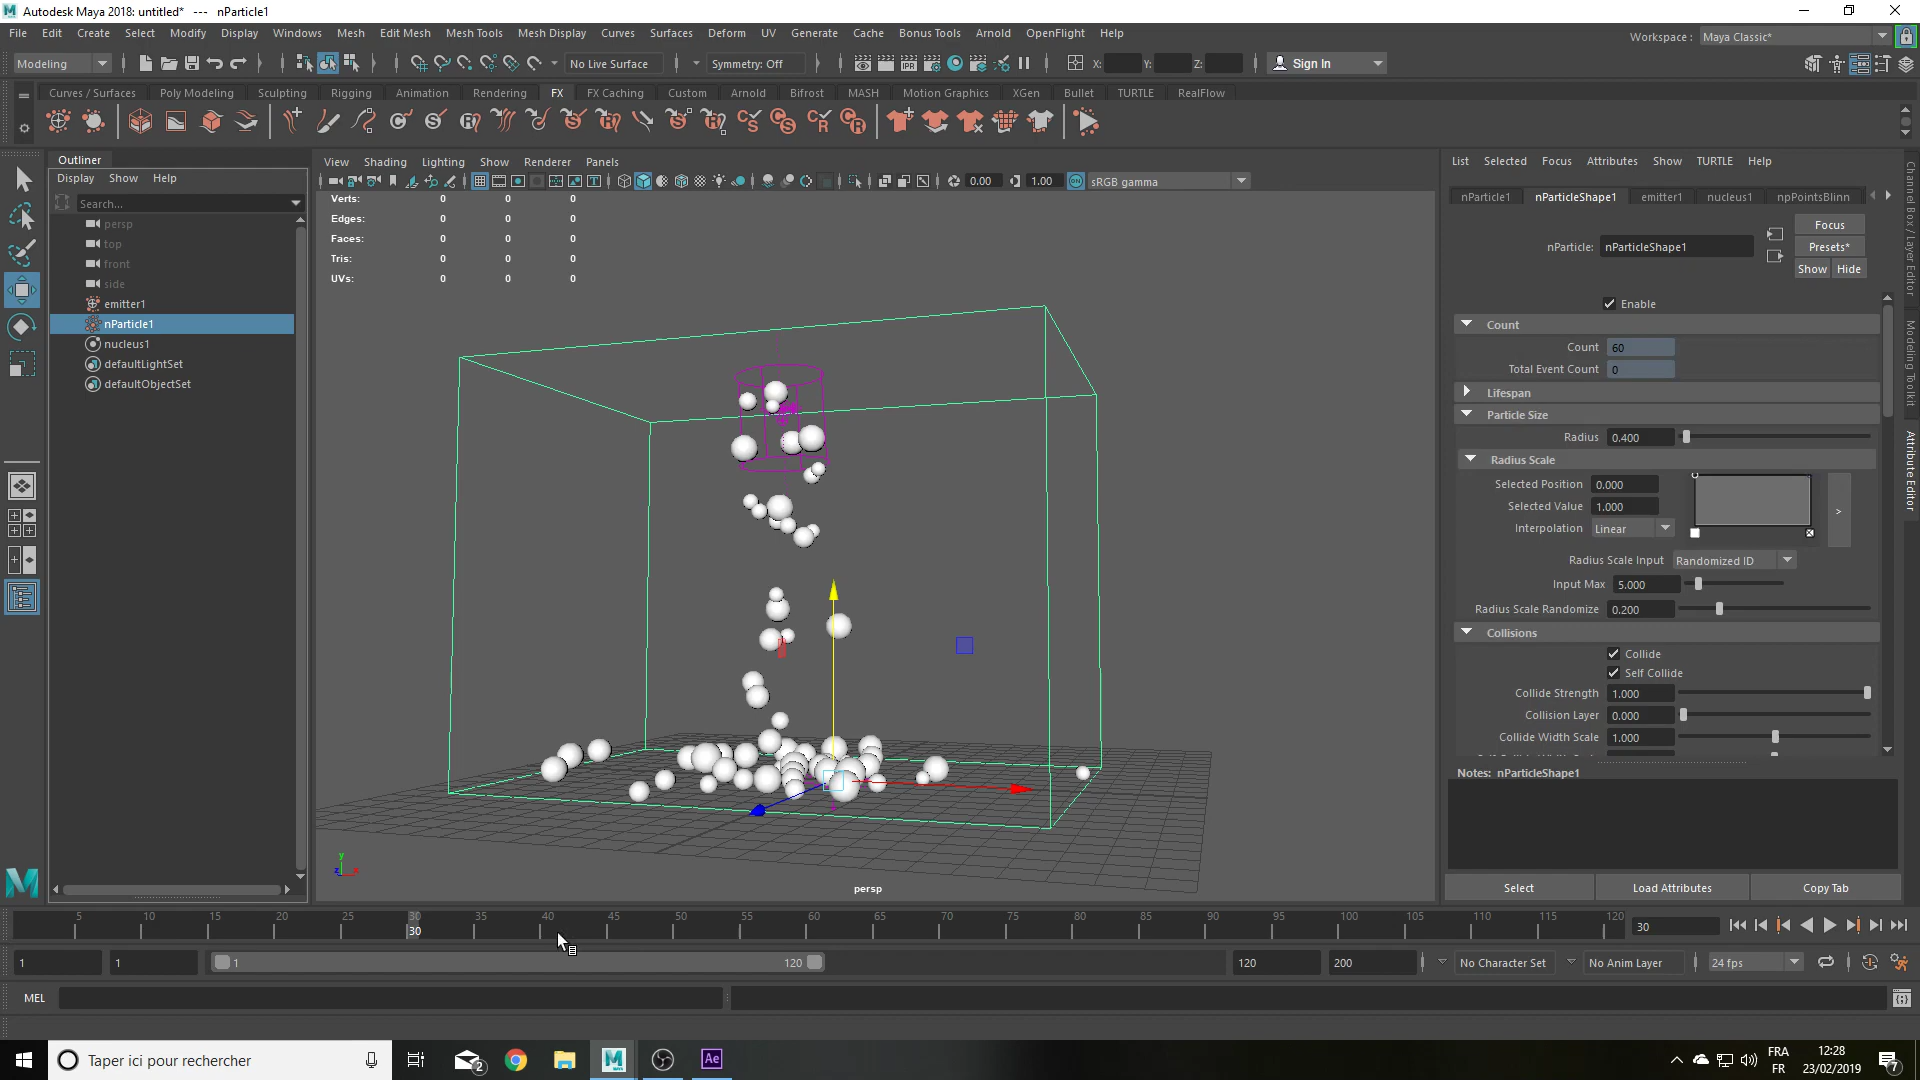 Autodesk Maya 2018: untitled* --- nParticle1
File Edit Create Select Modify Display Windows Mesh Edit Mesh Mesh Tools Mesh Display Curves Surfaces Deform UV Generate Cache Bonus Tools Arnold OpenFlight Help
Workspace : Maya Classic*
Modeling No Live Surface Symmetry: Off X: Y: Z: Sign In
Curves / Surfaces Poly Modeling Sculpting Rigging Animation Rendering FX FX Caching Custom Arnold Bifrost MASH Motion Graphics XGen Bullet TURTLE RealFlow
Outliner
Display Show Help
Search...
persp
top
front
side
emitter1
nParticle1
nucleus1
defaultLightSet
defaultObjectSet
View Shading Lighting Show Renderer Panels
0.00 1.00 sRGB gamma
Verts: 0 0 0
Edges: 0 0 0
Faces: 0 0 0
Tris: 0 0 0
UVs: 0 0 0
persp
List Selected Focus Attributes Show TURTLE Help
nParticle1 nParticleShape1 emitter1 nucleus1 npPointsBlinn
Focus
nParticle: nParticleShape1 Presets*
Show Hide
Enable
Count
Count 60
Total Event Count 0
Lifespan
Particle Size
Radius 0.400
Radius Scale
Selected Position 0.000
Selected Value 1.000
Interpolation Linear
>
Radius Scale Input Randomized ID
Input Max 5.000
Radius Scale Randomize 0.200
Collisions
Collide
Self Collide
Collide Strength 1.000
Collision Layer 0.000
Collide Width Scale 1.000
Notes: nParticleShape1
Select Load Attributes Copy Tab
Channel Box / Layer Editor
Modeling Toolkit
Attribute Editor
5 10 15 20 25 30 35 40 45 50 55 60 65 70 75 80 85 90 95 100 105 110 115 120
30 30
1 1 1 120 120 200 No Character Set No Anim Layer 24 fps
MEL
Taper ici pour rechercher
2
Ae
FRA
FR
12:28
23/02/2019
7